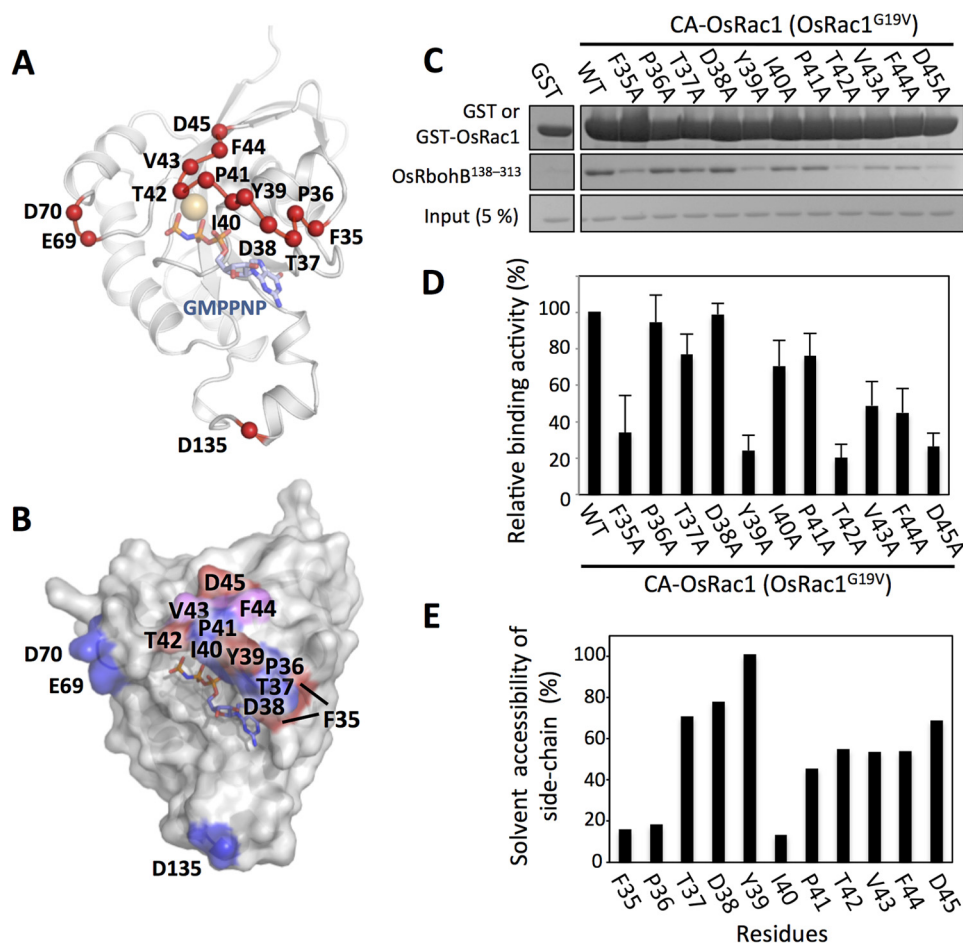 A
D45
F44
V43
P41
T42
Y39
P36
D70
E69
I40
F35
D38
T37
GMPPNP
D135
B
D45
V43
F44
P41
T42
I40
Y39
P36
D70
T37
E69
D38
F35
D135
C
CA-OsRac1 (OsRac1G19V)
GST
WT
F35A
P36A
T37A
D38A
Y39A
I40A
P41A
T42A
V43A
F44A
D45A
GST or
GST-OsRac1
OsRbohB138–313
Input (5 %)
D
Relative binding activity (%)
100
80
60
40
20
0
WT
F35A
P36A
T37A
D38A
Y39A
I40A
P41A
T42A
V43A
F44A
D45A
CA-OsRac1 (OsRac1G19V)
E
Solvent accessibility of
side-chain (%)
100
80
60
40
20
0
F35
P36
T37
D38
Y39
I40
P41
T42
V43
F44
D45
Residues